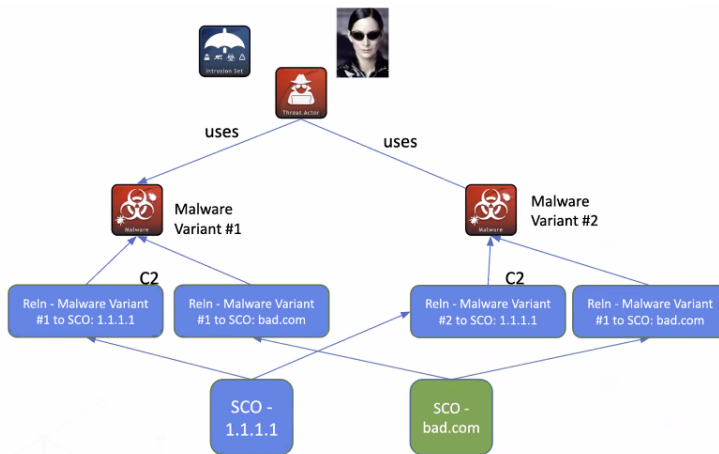 Intrusion Set
Threat Actor
uses
uses
Malware
Malware
Variant #1
Malware
Malware
Variant #2
C2
C2
Reln - Malware Variant
#1 to SCO: 1.1.1.1
Reln - Malware Variant
#1 to SCO: bad.com
Reln - Malware Variant
#2 to SCO: 1.1.1.1
Reln - Malware Variant
#1 to SCO: bad.com
SCO -
1.1.1.1
SCO -
bad.com